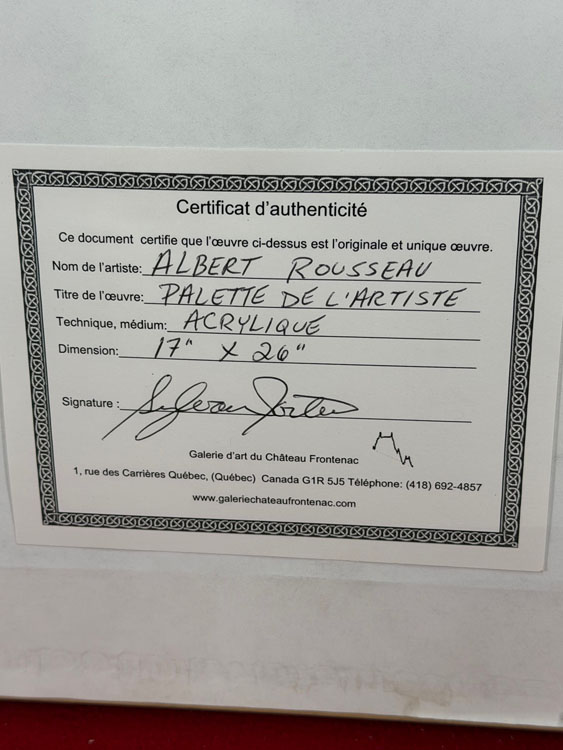 Certificat d'authenticité
Ce document certifie que l'œuvre ci-dessus est l'originale et unique œuvre.
Nom de l'artiste: ALBERT ROUSSEAU
Titre de l'œuvre: PALETTE DE L'ARTISTE
Technique, médium: ACRYLIQUE
Dimension: 17" X 26"
Signature :
Galerie d'art du Château Frontenac
1, rue des Carrières Québec, (Québec) Canada G1R 5J5 Téléphone: (418) 692-4857
www.galeriechateaufrontenac.com